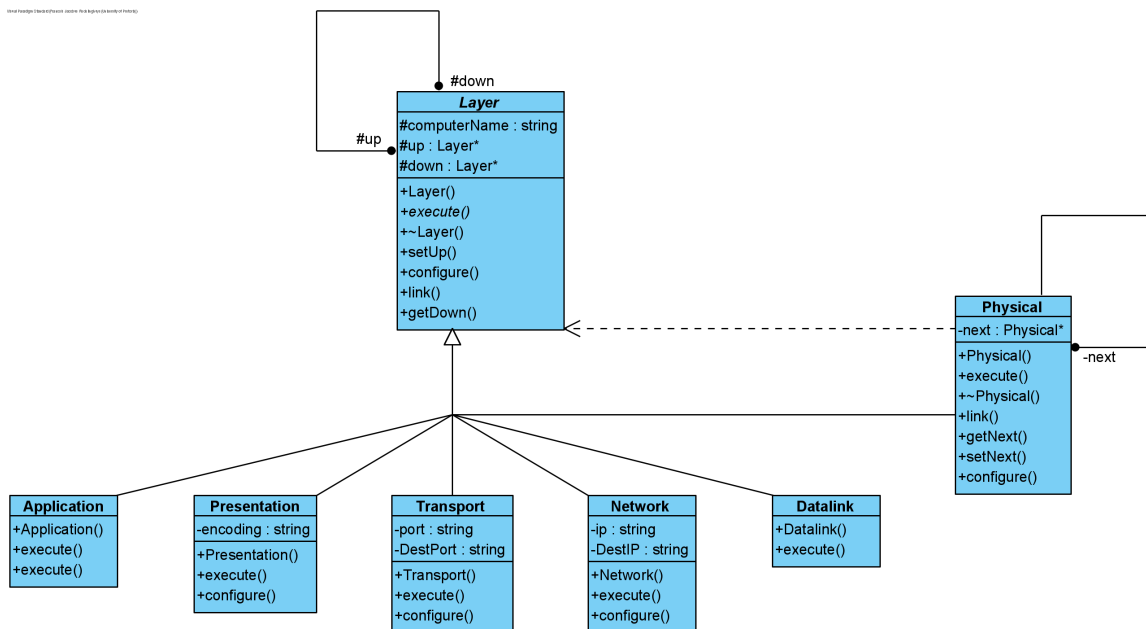 #down
Layer
#up
#computerName : string
#up : Layer*
#down : Layer*
+Layer()
+execute()
+~Layer()
+setUp()
+configure()
+link()
+getDown()
Physical
-next : Physical*
-next
+Physical()
+execute()
+~Physical()
+link()
+getNext()
+setNext()
+configure()
Application
+Application()
+execute()
+execute()
Presentation
-encoding : string
+Presentation()
+execute()
+configure()
Transport
-port : string
-DestPort : string
+Transport()
+execute()
+configure()
Network
-ip : string
-DestIP : string
+Network()
+execute()
+configure()
Datalink
+Datalink()
+execute()